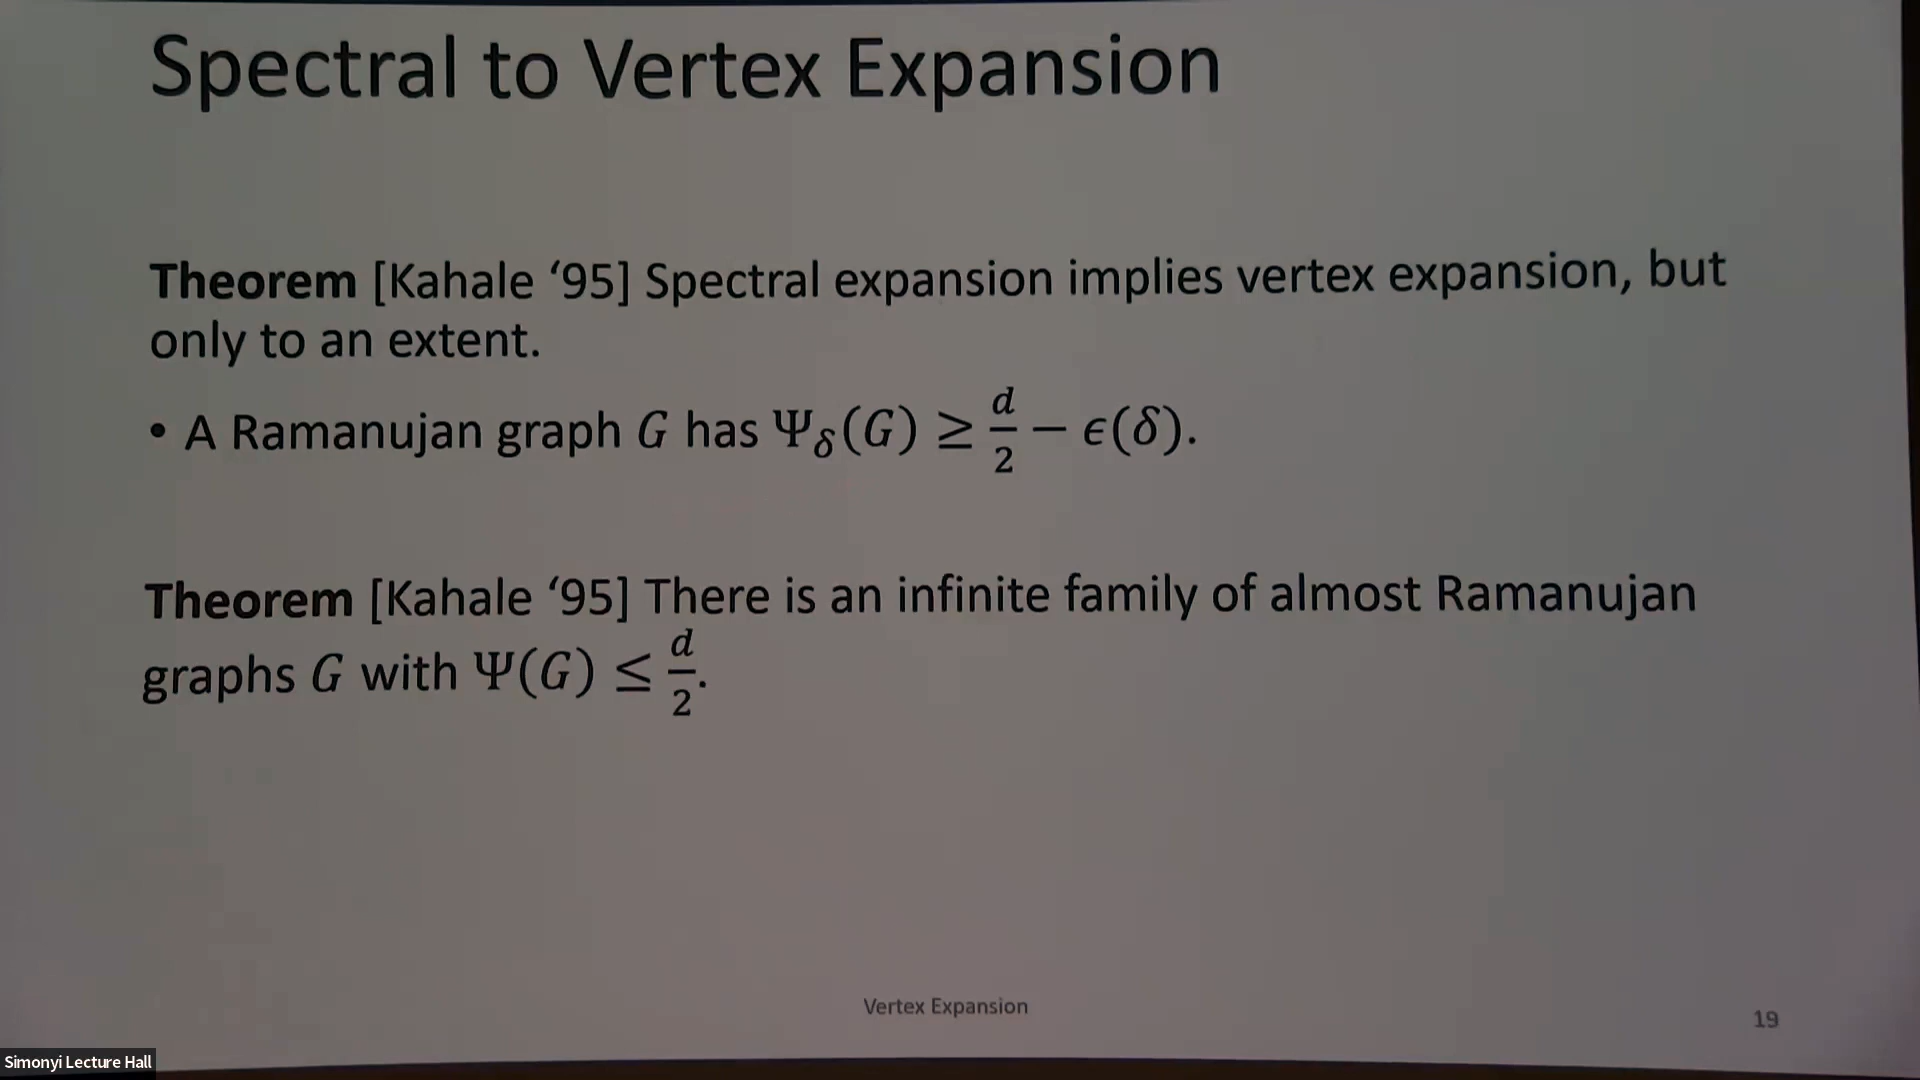 Spectral to Vertex Expansion
Theorem [Kahale ‘95] Spectral expansion implies vertex expansion, but
only to an extent.
• A Ramanujan graph G has Ψ_δ(G) ≥ d/2 − ϵ(δ).
Theorem [Kahale ‘95] There is an infinite family of almost Ramanujan
graphs G with Ψ(G) ≤ d/2.
Vertex Expansion
19
Simonyi Lecture Hall